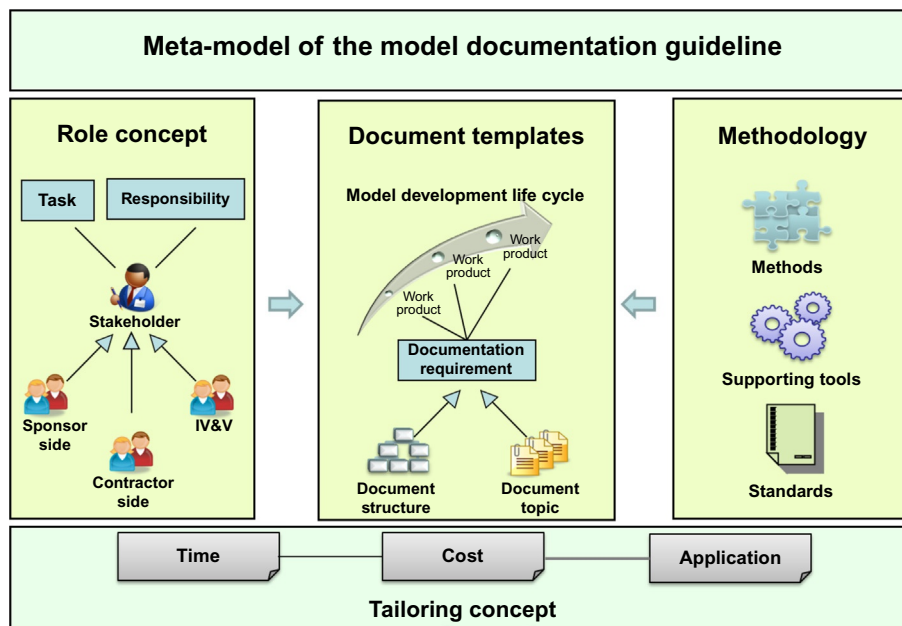 Meta-model of the model documentation guideline
Role concept
Task
Responsibility
Stakeholder
Sponsor
side
IV&V
Contractor
side
Document templates
Model development life cycle
Work
product
Work
product
Work
product
Documentation
requirement
Document
structure
Document
topic
Methodology
Methods
Supporting tools
Standards
Time
Cost
Application
Tailoring concept